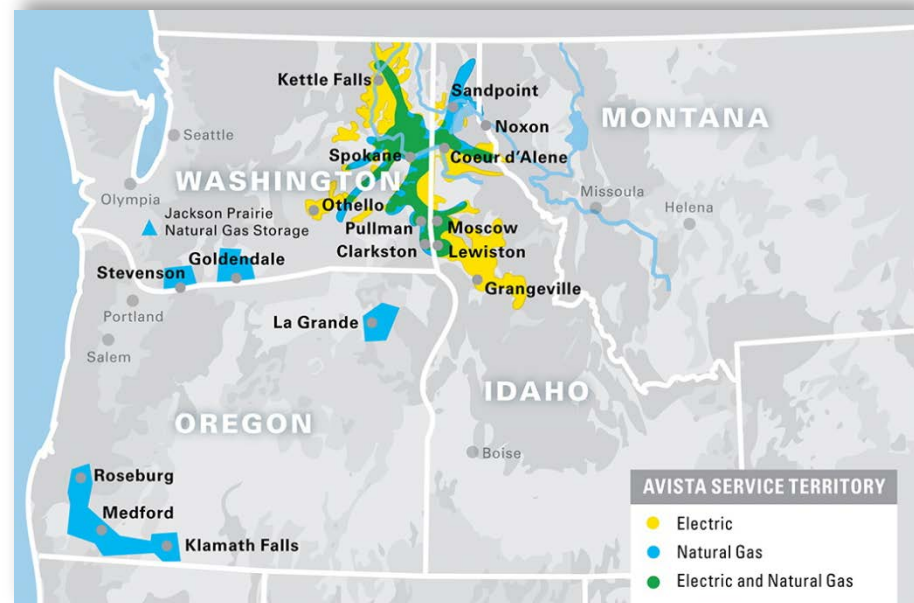 Kettle Falls
Sandpoint
MONTANA
Noxon
Seattle
Spokane
Coeur d'Alene
WASHINGTON
Missoula
Olympia
Othello
Helena
Jackson Prairie
Natural Gas Storage
Pullman
Moscow
Clarkston
Lewiston
Goldendale
Stevenson
Grangeville
Portland
La Grande
Salem
IDAHO
OREGON
Boise
Roseburg
AVISTA SERVICE TERRITORY
Medford
Electric
Klamath Falls
Natural Gas
Electric and Natural Gas